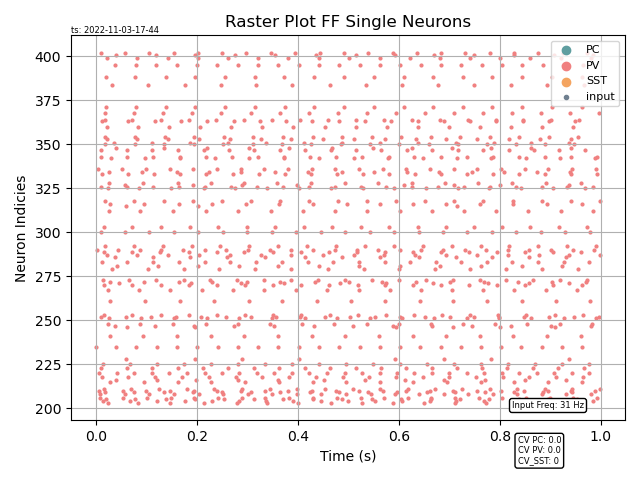 Raster Plot FF Single Neurons
ts: 2022-11-03-17-44
PC
PV
SST
input
Neuron Indicies
400
375
350
325
300
275
250
225
200
Input Freq: 31 Hz
0.0 0.2 0.4 0.6 0.8 1.0
Time (s)
CV PC: 0.0
CV PV: 0.0
CV_SST: 0